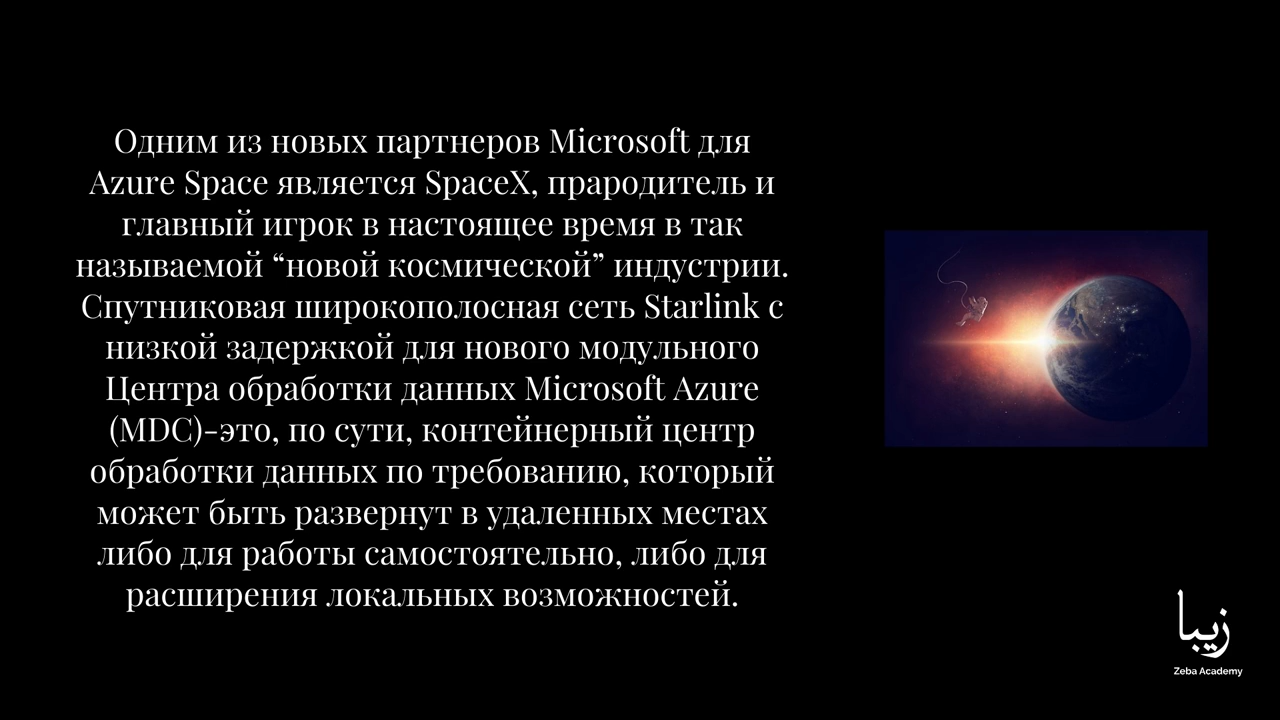 Одним из новых партнеров Microsoft для
Azure Space является SpaceX, прародитель и
главный игрок в настоящее время в так
называемой “новой космической” индустрии.
Спутниковая широкополосная сеть Starlink с
низкой задержкой для нового модульного
Центра обработки данных Microsoft Azure
(MDC)-это, по сути, контейнерный центр
обработки данных по требованию, который
может быть развернут в удаленных местах
либо для работы самостоятельно, либо для
расширения локальных возможностей.
زیبا
Zeba Academy